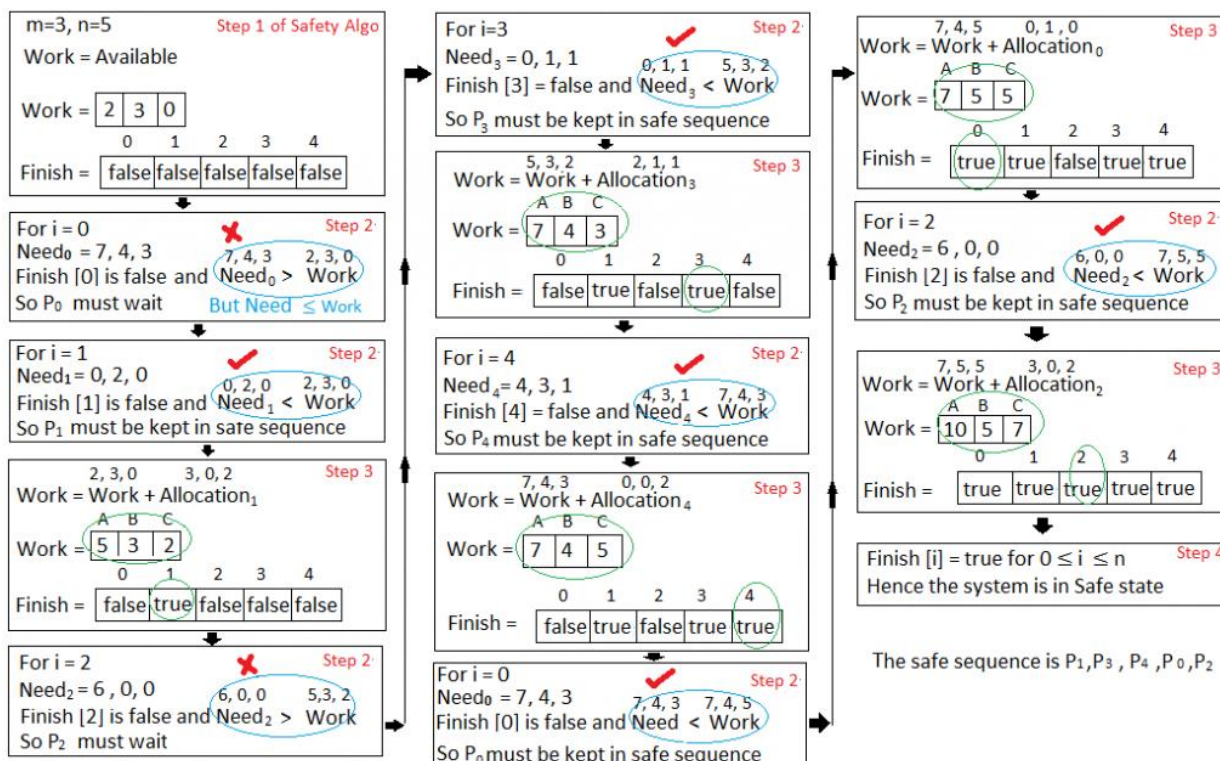 m=3, n=5
Step 1 of Safety Algo
Work = Available
Work = 2 3 0
0 1 2 3 4
Finish = false false false false false
For i = 0
Step 2
Need₀ = 7, 4, 3
7, 4, 3 2, 3, 0
Finish [0] is false and Need₀ > Work
So P₀ must wait But Need ≤ Work
For i = 1
Step 2
Need₁ = 0, 2, 0
0, 2, 0 2, 3, 0
Finish [1] is false and Need₁ < Work
So P₁ must be kept in safe sequence
2, 3, 0 3, 0, 2
Step 3
Work = Work + Allocation₁
A B C
Work = 5 3 2
0 1 2 3 4
Finish = false true false false false
For i = 2
Step 2
Need₂ = 6, 0, 0
6, 0, 0 5,3, 2
Finish [2] is false and Need₂ > Work
So P₂ must wait
For i=3
Step 2
Need₃ = 0, 1, 1
0, 1, 1 5, 3, 2
Finish [3] = false and Need₃ < Work
So P₃ must be kept in safe sequence
5, 3, 2 2, 1, 1
Step 3
Work = Work + Allocation₃
A B C
Work = 7 4 3
0 1 2 3 4
Finish = false true false true false
For i = 4
Step 2
Need₄ = 4, 3, 1
4, 3, 1 7, 4, 3
Finish [4] = false and Need₄ < Work
So P₄ must be kept in safe sequence
7, 4, 3 0, 0, 2
Step 3
Work = Work + Allocation₄
A B C
Work = 7 4 5
0 1 2 3 4
Finish = false true false true true
For i = 0
Step 2
Need₀ = 7, 4, 3
7, 4, 3 7, 4, 5
Finish [0] is false and Need < Work
So P₀ must be kept in safe sequence
7, 4, 5 0, 1, 0
Step 3
Work = Work + Allocation₀
A B C
Work = 7 5 5
0 1 2 3 4
Finish = true true false true true
For i = 2
Step 2
Need₂ = 6, 0, 0
6, 0, 0 7, 5, 5
Finish [2] is false and Need₂ < Work
So P₂ must be kept in safe sequence
7, 5, 5 3, 0, 2
Step 3
Work = Work + Allocation₂
A B C
Work = 10 5 7
0 1 2 3 4
Finish = true true true true true
Finish [i] = true for 0 ≤ i ≤ n
Step 4
Hence the system is in Safe state
The safe sequence is P₁,P₃ , P₄ ,P₀,P₂